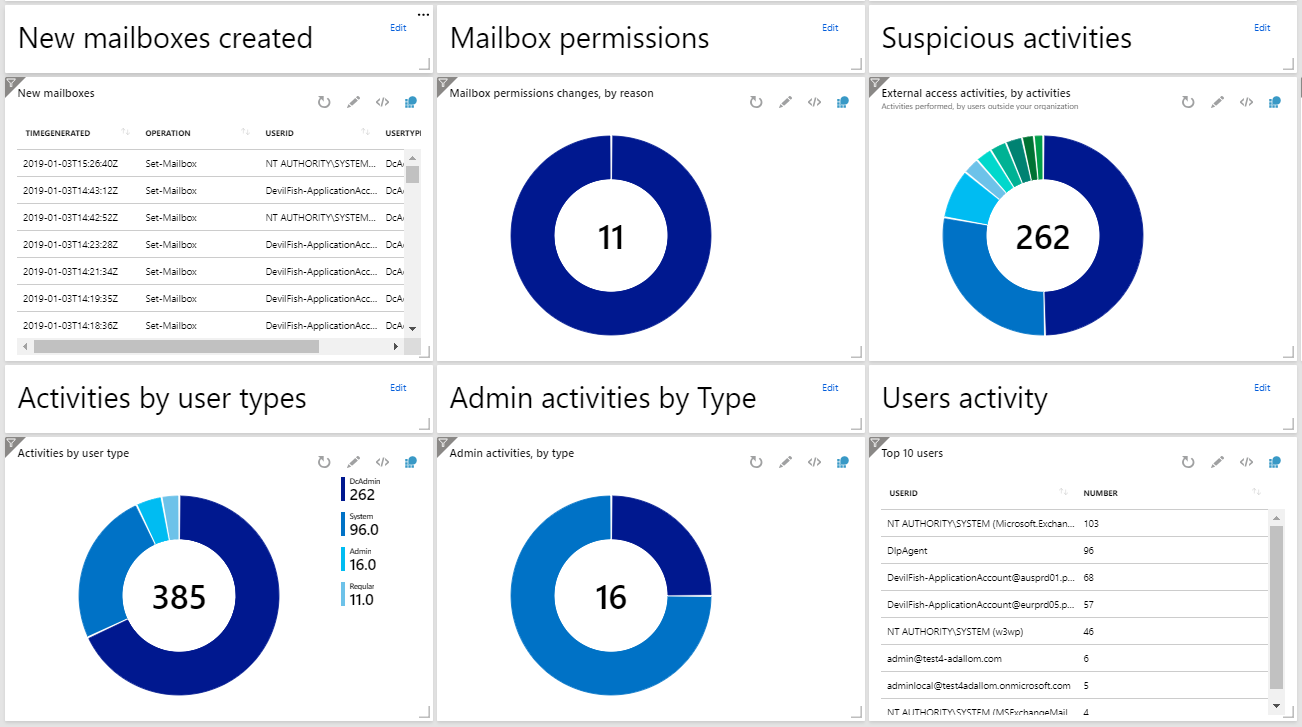 New mailboxes created
Edit
Mailbox permissions
Edit
Suspicious activities
Edit
New mailboxes
TIMEGENERATED OPERATION USERID USERTYPE
2019-01-03T15:26:40Z Set-Mailbox NT AUTHORITY\SYSTEM... DcA
2019-01-03T14:43:12Z Set-Mailbox DevilFish-ApplicationAcc... DcA
2019-01-03T14:42:52Z Set-Mailbox NT AUTHORITY\SYSTEM... DcA
2019-01-03T14:23:28Z Set-Mailbox DevilFish-ApplicationAcc... DcA
2019-01-03T14:21:34Z Set-Mailbox DevilFish-ApplicationAcc... DcA
2019-01-03T14:19:35Z Set-Mailbox DevilFish-ApplicationAcc... DcA
2019-01-03T14:18:36Z Set-Mailbox DevilFish-ApplicationAcc... DcA
Mailbox permissions changes, by reason
11
External access activities, by activities
Activities performed, by users outside your organization
262
Activities by user types
Edit
Admin activities by Type
Edit
Users activity
Edit
Activities by user type
385
DcAdmin
262
System
96.0
Admin
16.0
Regular
11.0
Admin activities, by type
16
Top 10 users
USERID NUMBER
NT AUTHORITY\SYSTEM (Microsoft.Exchan... 103
DlpAgent 96
DevilFish-ApplicationAccount@ausprd01.p... 68
DevilFish-ApplicationAccount@eurprd05.p... 57
NT AUTHORITY\SYSTEM (w3wp) 46
admin@test4-adallom.com 6
adminlocal@test4adallom.onmicrosoft.com 5
NT AUTHORITY\SYSTEM (MSExchangeMail 4